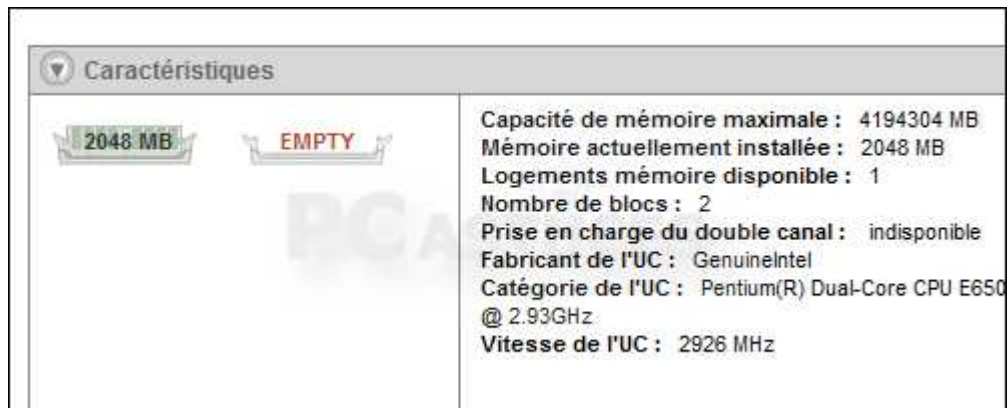 Caractéristiques
2048 MB
EMPTY
Capacité de mémoire maximale : 4194304 MB
Mémoire actuellement installée : 2048 MB
Logements mémoire disponible : 1
Nombre de blocs : 2
Prise en charge du double canal : indisponible
Fabricant de l'UC : GenuineIntel
Catégorie de l'UC : Pentium(R) Dual-Core CPU E650
@ 2.93GHz
Vitesse de l'UC : 2926 MHz